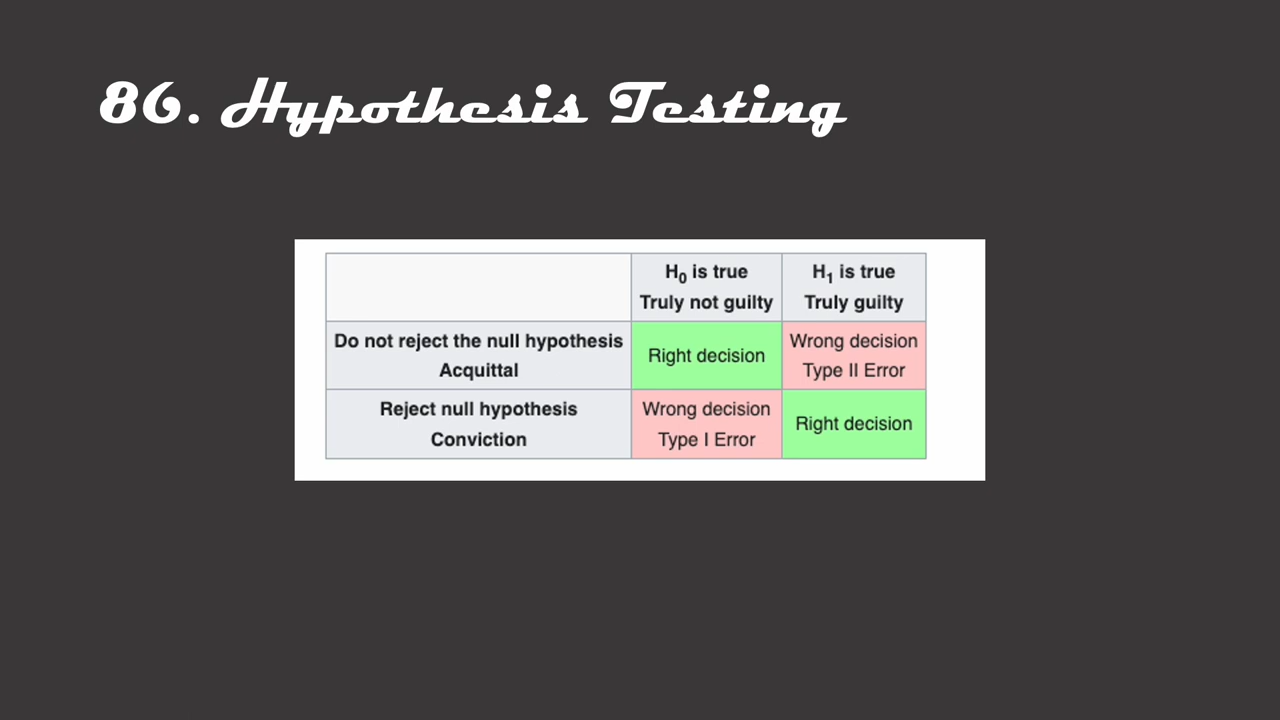 86. Hypothesis Testing
H₀ is true
Truly not guilty
H₁ is true
Truly guilty
Do not reject the null hypothesis
Acquittal
Right decision
Wrong decision
Type II Error
Reject null hypothesis
Conviction
Wrong decision
Type I Error
Right decision